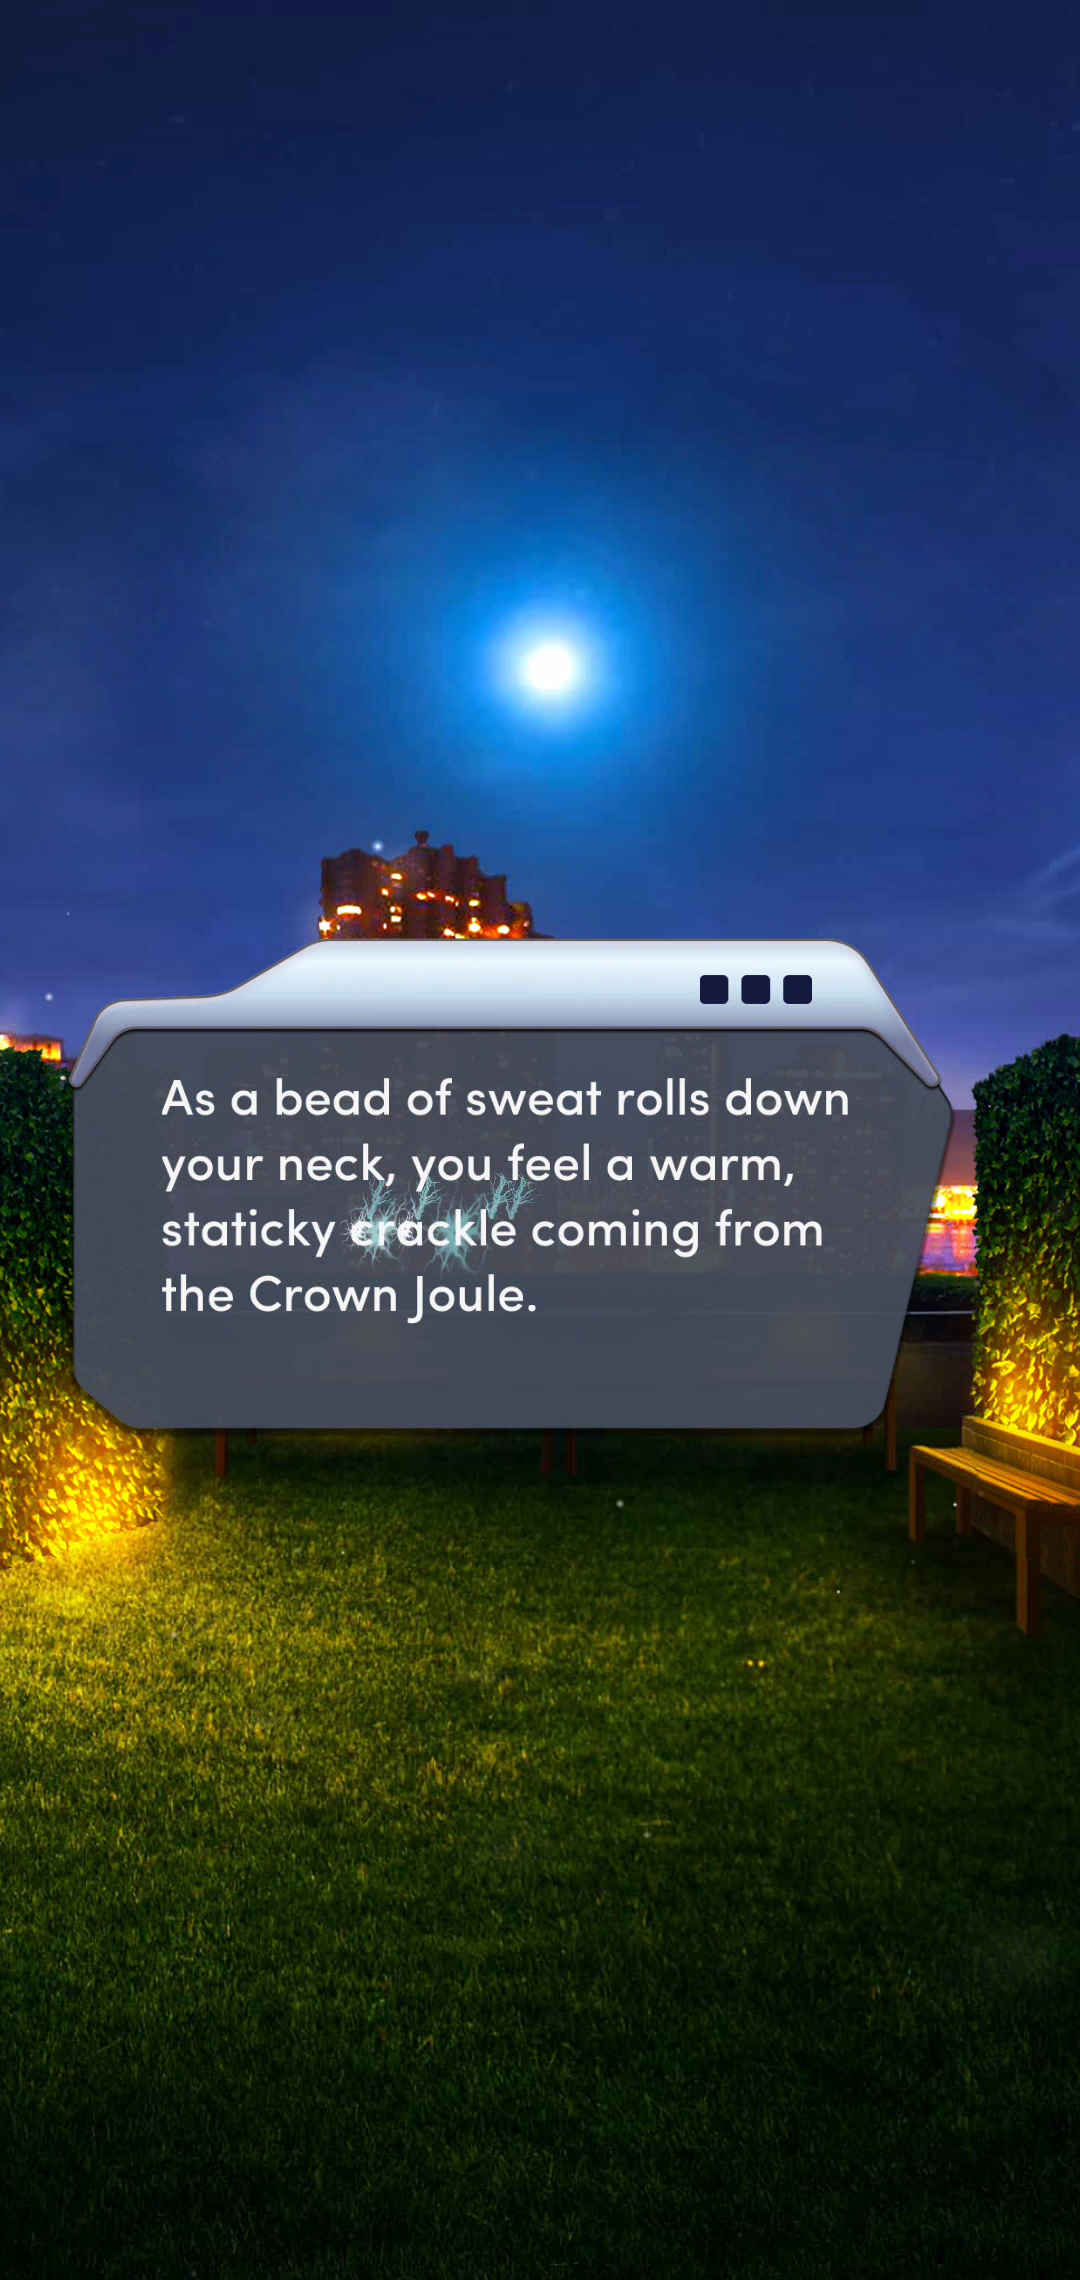 As a bead of sweat rolls down
your neck, you feel a warm,
staticky crackle coming from
the Crown Joule.